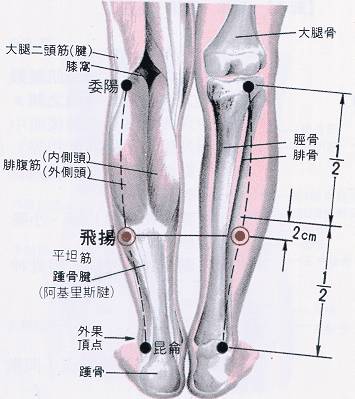 大腿二頭筋(腱)
膝窩
委陽
腓腹筋(内側頭)
(外側頭)
飛揚
平坦筋
踵骨腱
(阿基里斯腱)
外果
頂点
昆侖
踵骨
大腿骨
脛骨
腓骨
1/2
2cm
1/2